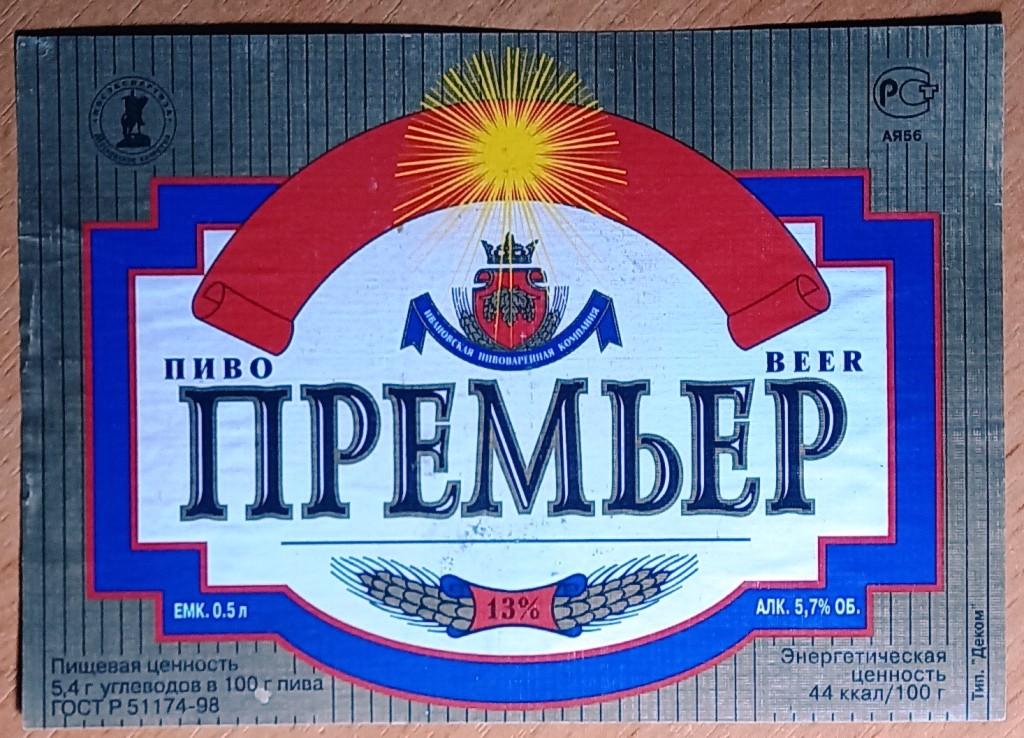 РСТ
АЯ56
ИВАНОВСКАЯ ПИВОВАРЕННАЯ КОМПАНИЯ
ПИВО
BEER
ПРЕМЬЕР
13%
ЕМК. 0.5 л
АЛК. 5,7% ОБ.
Пищевая ценность
5,4 г углеводов в 100 г пива
ГОСТ Р 51174-98
Энергетическая
ценность
44 ккал/100 г
Тип. "Деком"